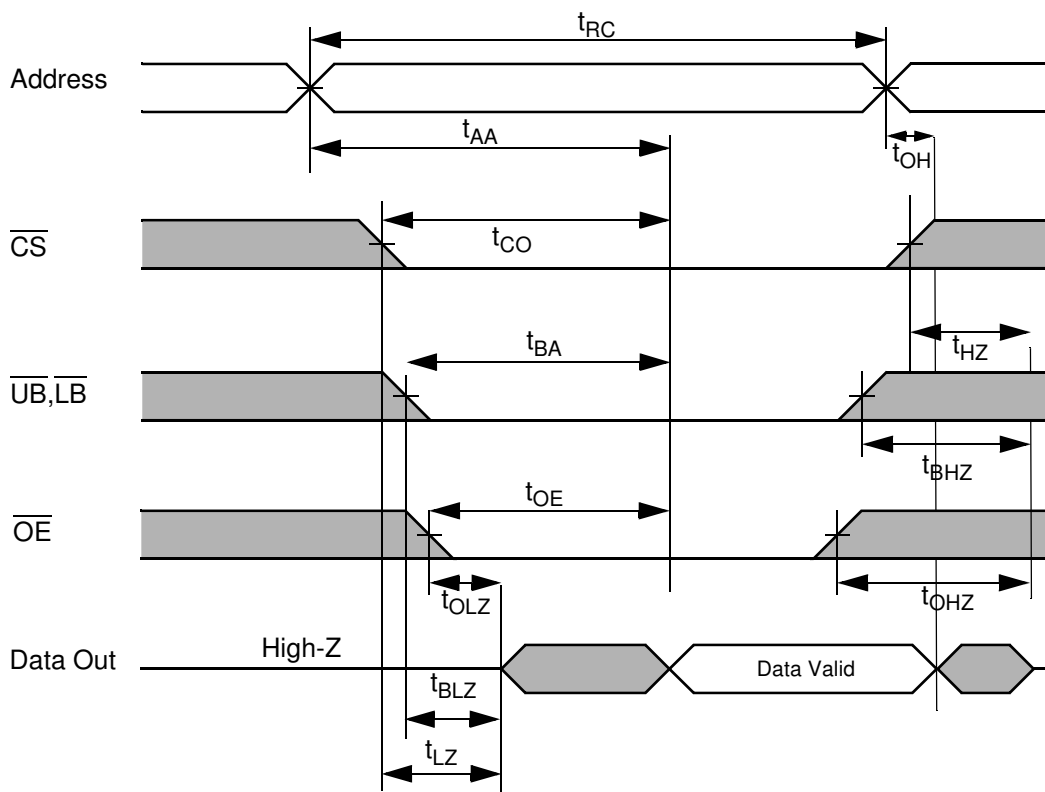 tRC
Address
tAA
tOH
CS
tCO
tBA
tHZ
UB,LB
tBHZ
tOE
OE
tOLZ
tOHZ
High-Z
Data Out
Data Valid
tBLZ
tLZ